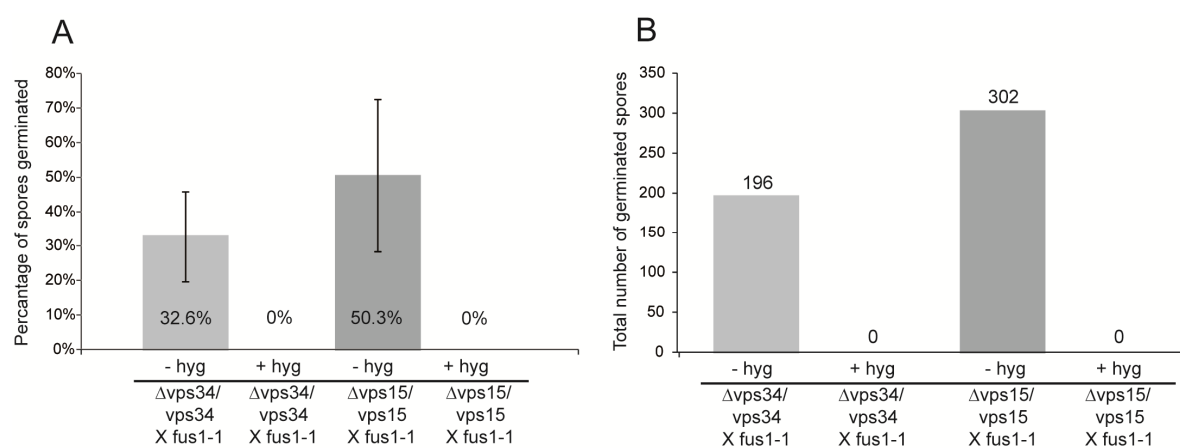 A
Percantage of spores germinated
80%
70%
60%
50%
40%
30%
20%
10%
0%
32.6%
0%
50.3%
0%
- hyg
+ hyg
- hyg
+ hyg
Δvps34/
vps34
X fus1-1
Δvps34/
vps34
X fus1-1
Δvps15/
vps15
X fus1-1
Δvps15/
vps15
X fus1-1
B
Total number of germinated spores
350
300
250
200
150
100
50
0
196
0
302
0
- hyg
+ hyg
- hyg
+ hyg
Δvps34/
vps34
X fus1-1
Δvps34/
vps34
X fus1-1
Δvps15/
vps15
X fus1-1
Δvps15/
vps15
X fus1-1